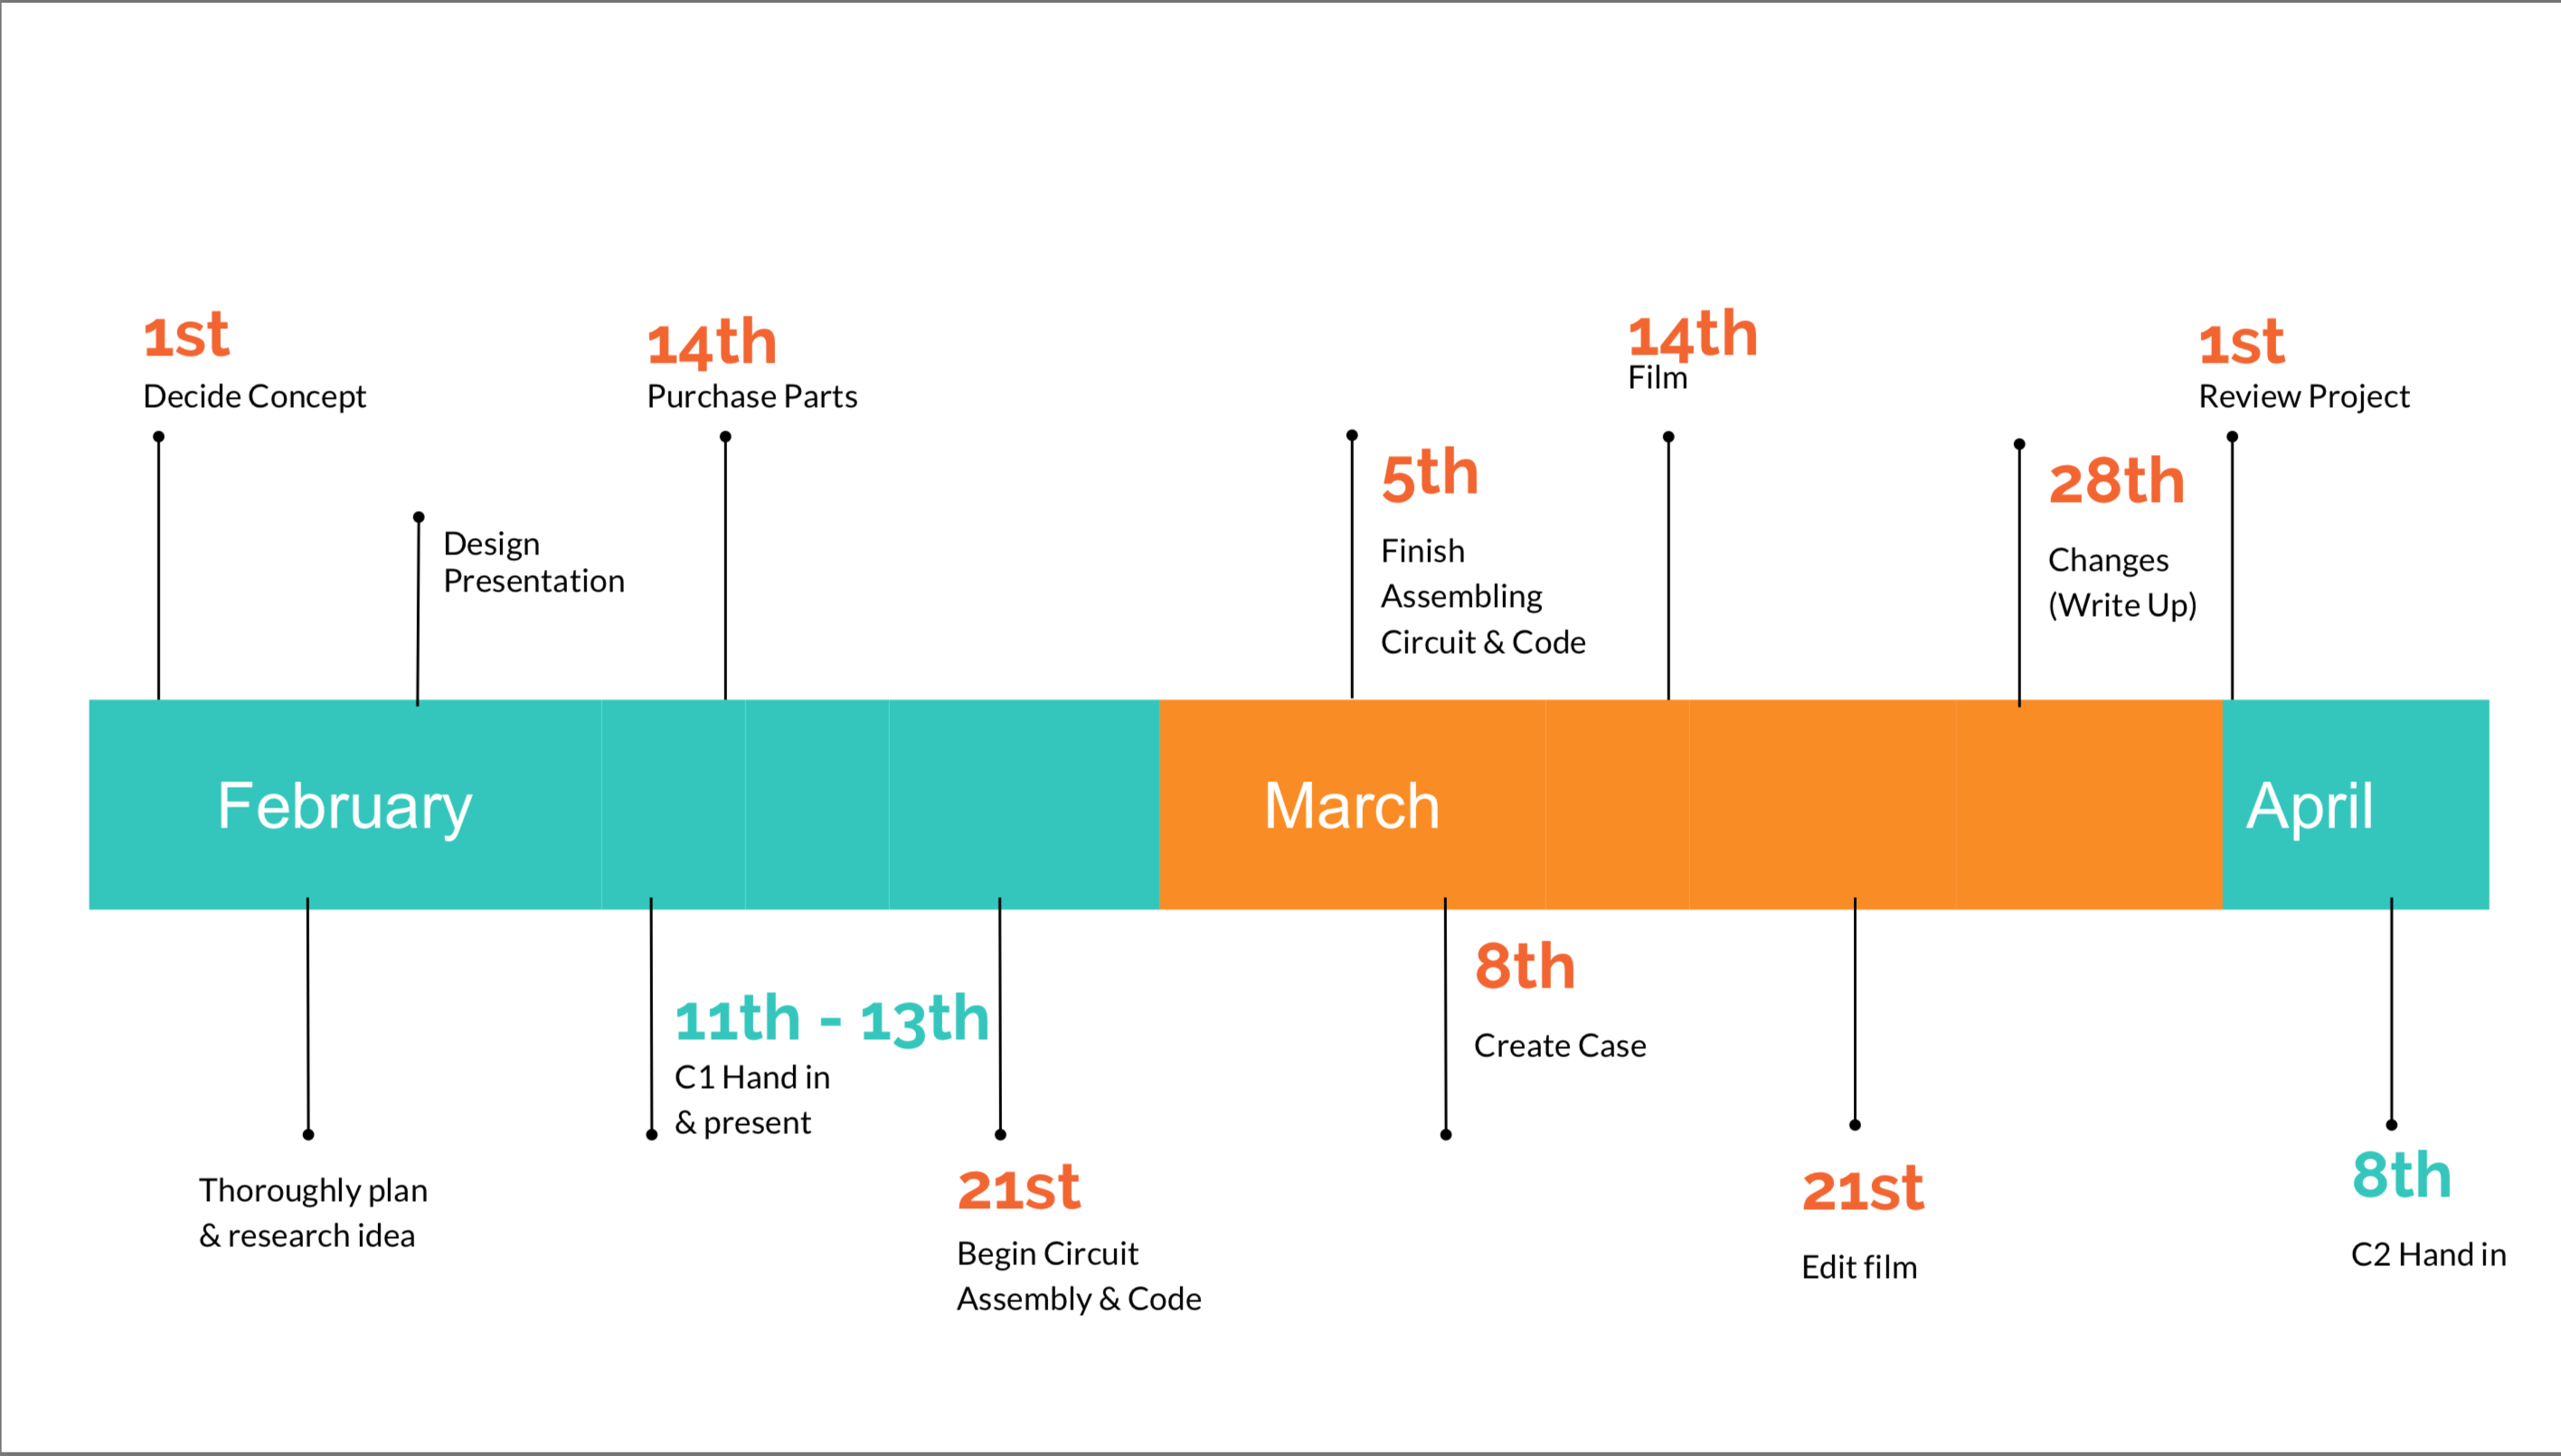 1st
Decide Concept
14th
Purchase Parts
14th
Film
1st
Review Project
Design
Presentation
5th
Finish
Assembling
Circuit & Code
28th
Changes
(Write Up)
February
March
April
11th - 13th
C1 Hand in
& present
8th
Create Case
Thoroughly plan
& research idea
21st
Begin Circuit
Assembly & Code
21st
Edit film
8th
C2 Hand in